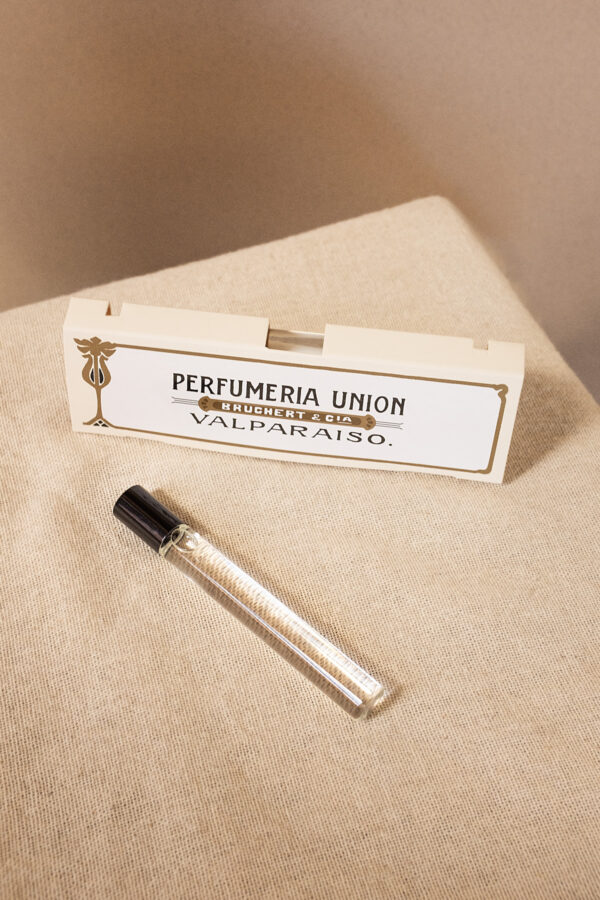 PERFUMERIA UNION
BRUCHERT & CIA
VALPARAISO.